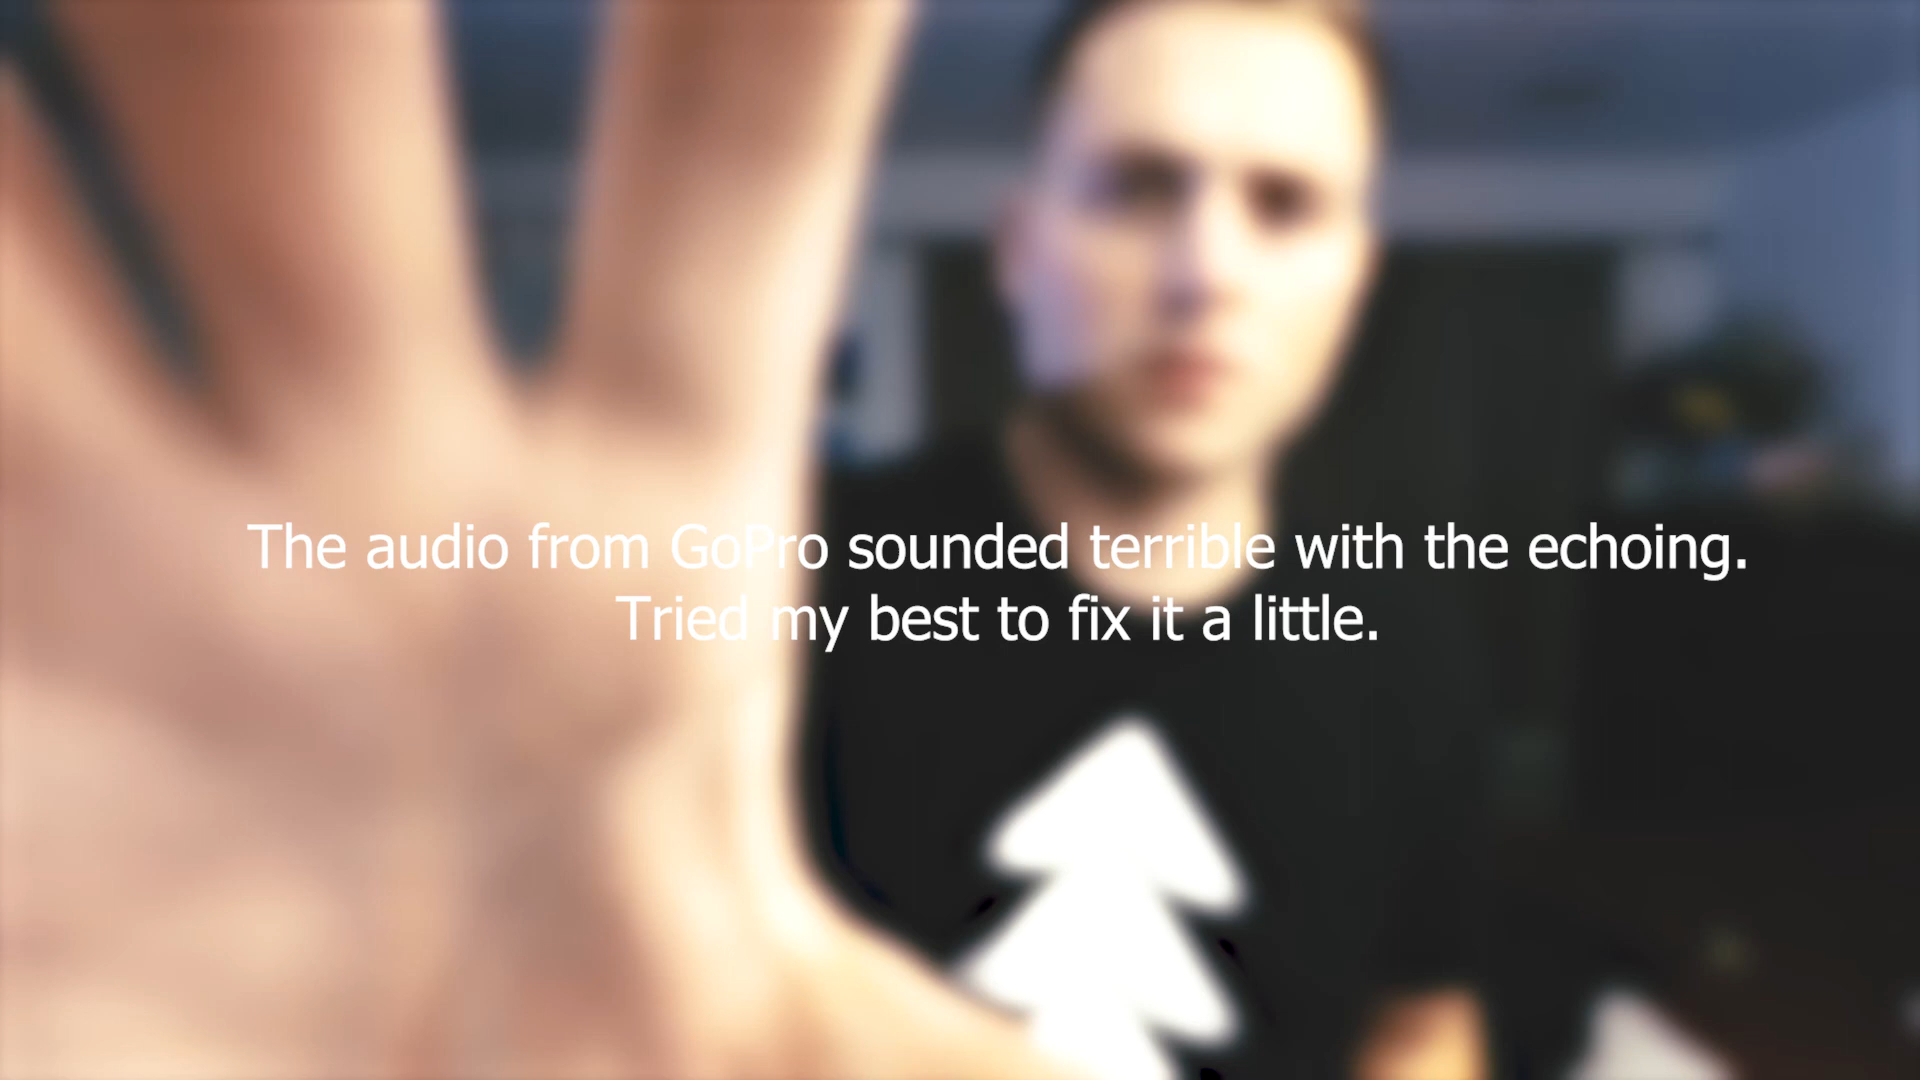 The audio from GoPro sounded terrible with the echoing.
Tried my best to fix it a little.